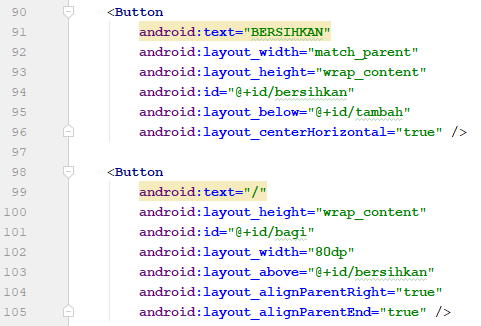 90 <Button
91 android:text="BERSIHKAN"
92 android:layout_width="match_parent"
93 android:layout_height="wrap_content"
94 android:id="@+id/bersihkan"
95 android:layout_below="@+id/tambah"
96 android:layout_centerHorizontal="true" />
97
98 <Button
99 android:text="/"
100 android:layout_height="wrap_content"
101 android:id="@+id/bagi"
102 android:layout_width="80dp"
103 android:layout_above="@+id/bersihkan"
104 android:layout_alignParentRight="true"
105 android:layout_alignParentEnd="true" />